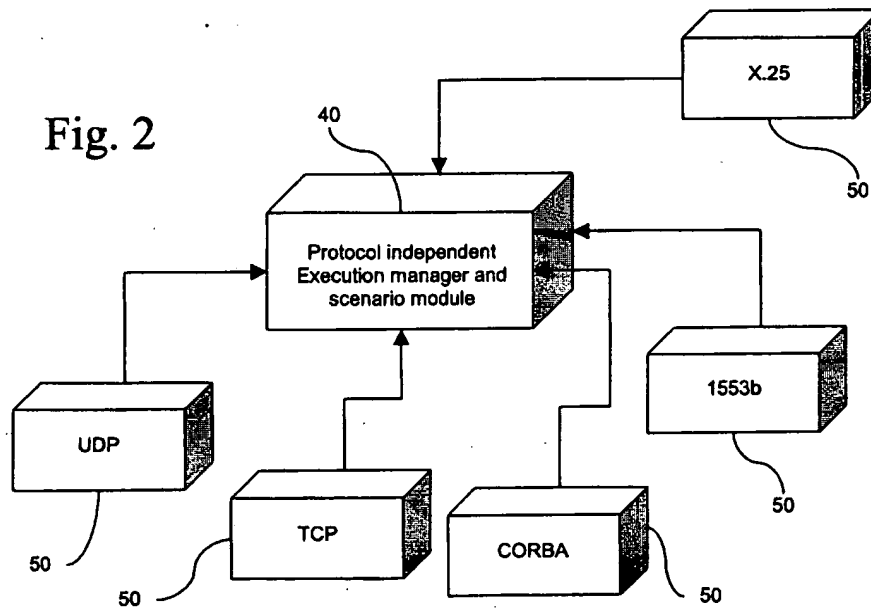 X.25
Fig. 2
40
50
Protocol independent
Execution manager and
scenario module
1553b
UDP
50
TCP
CORBA
50
50
50